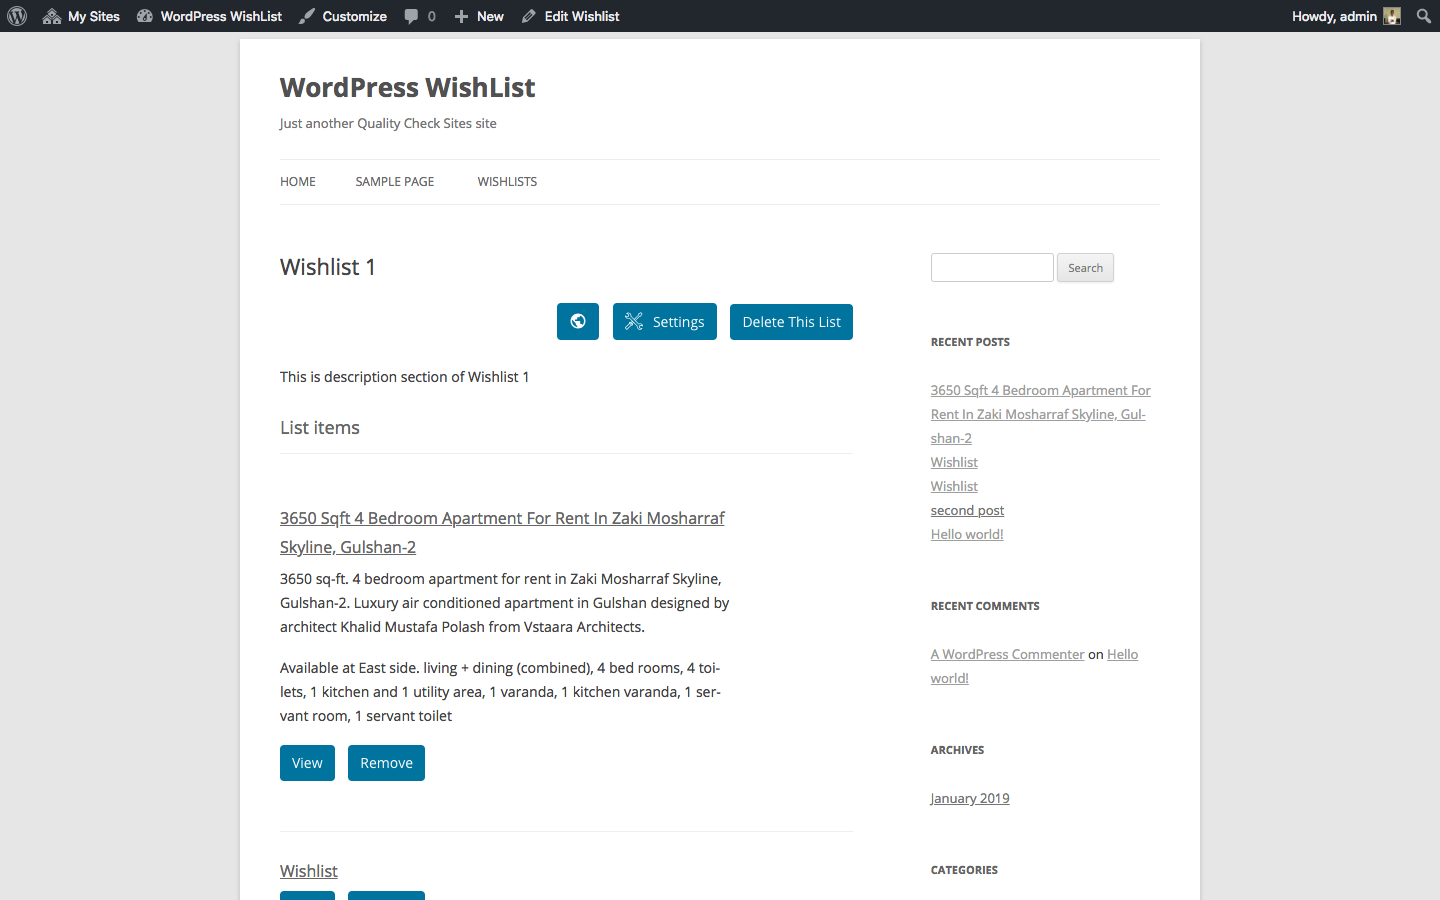 My Sites
WordPress WishList
Customize
0
New
Edit Wishlist
Howdy, admin
WordPress WishList
Just another Quality Check Sites site
HOME
SAMPLE PAGE
WISHLISTS
Wishlist 1
Settings
Delete This List
This is description section of Wishlist 1
List items
3650 Sqft 4 Bedroom Apartment For Rent In Zaki Mosharraf
Skyline, Gulshan-2
3650 sq-ft. 4 bedroom apartment for rent in Zaki Mosharraf Skyline,
Gulshan-2. Luxury air conditioned apartment in Gulshan designed by
architect Khalid Mustafa Polash from Vstaara Architects.
Available at East side. living + dining (combined), 4 bed rooms, 4 toi-
lets, 1 kitchen and 1 utility area, 1 varanda, 1 kitchen varanda, 1 ser-
vant room, 1 servant toilet
View
Remove
Wishlist
Search
RECENT POSTS
3650 Sqft 4 Bedroom Apartment For
Rent In Zaki Mosharraf Skyline, Gul-
shan-2
Wishlist
Wishlist
second post
Hello world!
RECENT COMMENTS
A WordPress Commenter on Hello
world!
ARCHIVES
January 2019
CATEGORIES